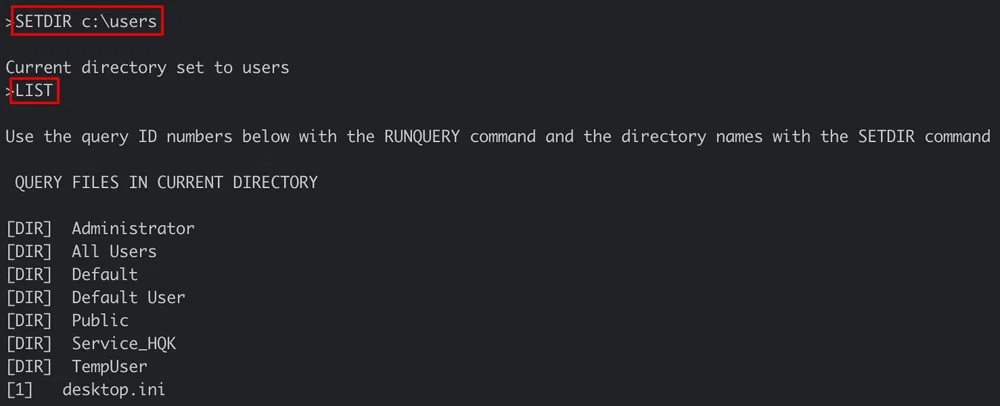 >SETDIR c:\users
Current directory set to users
>LIST
Use the query ID numbers below with the RUNQUERY command and the directory names with the SETDIR command
QUERY FILES IN CURRENT DIRECTORY
[DIR]  Administrator
[DIR]  All Users
[DIR]  Default
[DIR]  Default User
[DIR]  Public
[DIR]  Service_HQK
[DIR]  TempUser
[1]   desktop.ini